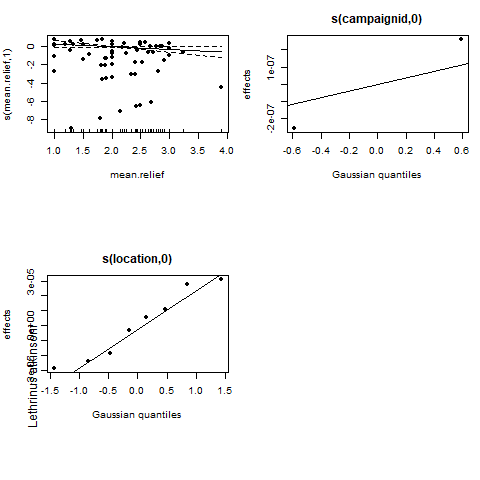 s(campaignid,0)
s(mean.relief,1)
0
-2
-4
-6
-8
1.0 1.5 2.0 2.5 3.0 3.5 4.0
mean.relief
effects
1e-07
-2e-07
-0.6 -0.4 -0.2 0.0 0.2 0.4 0.6
Gaussian quantiles
s(location,0)
effects
3e-05
0e+00
-1.5 -1.0 -0.5 0.0 0.5 1.0 1.5
Gaussian quantiles